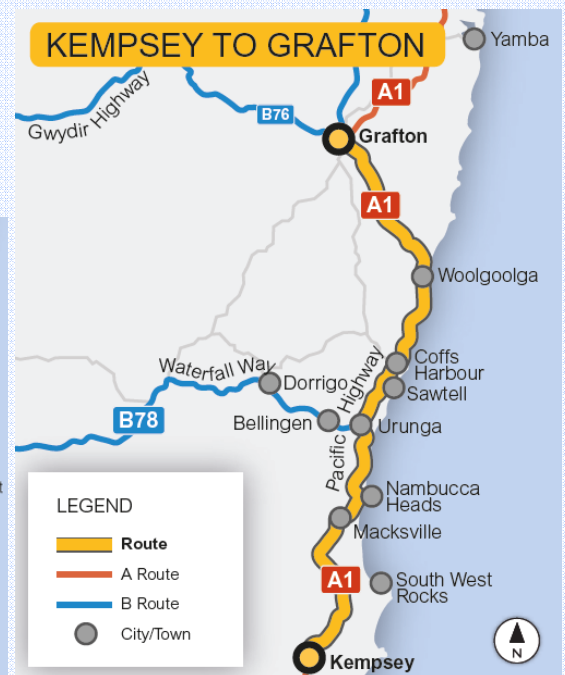 KEMPSEY TO GRAFTON
Yamba
Gwydir Highway
B76
A1
Grafton
A1
Woolgoolga
Coffs
Harbour
Sawtell
Waterfall Way
Dorrigo
Pacific Highway
B78
Bellingen
Urunga
Nambucca
Heads
Macksville
A1
South West
Rocks
Kempsey
LEGEND
Route
A Route
B Route
City/Town
N